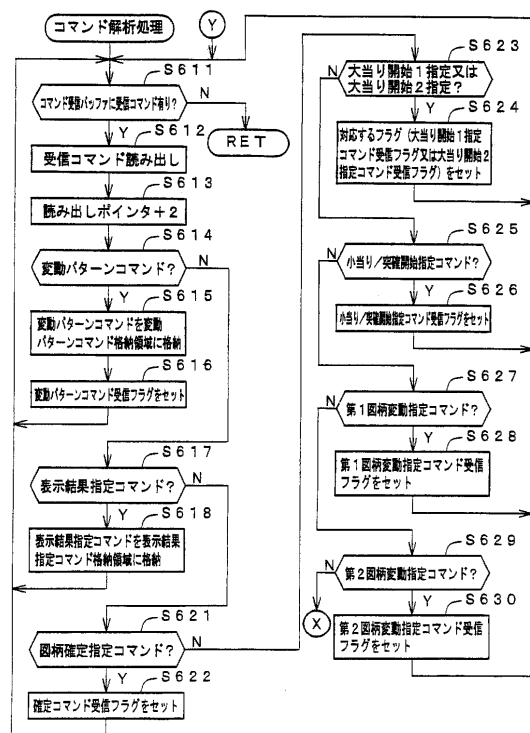 コマンド解析処理
Y
S611
コマンド受信バッファに受信コマンド有り?
N
Y
RET
S612
受信コマンド読み出し
S613
読み出しポインタ+2
S614
変動パターンコマンド?
N
Y
S615
変動パターンコマンドを変動
パターンコマンド格納領域に格納
S616
変動パターンコマンド受信フラグをセット
S617
表示結果指定コマンド?
N
Y
S618
表示結果指定コマンドを表示結果
指定コマンド格納領域に格納
S621
図柄確定指定コマンド?
N
Y
S622
確定コマンド受信フラグをセット
S623
N
大当り開始1指定又は
大当り開始2指定?
Y
S624
対応するフラグ(大当り開始1指定
コマンド受信フラグ又は大当り開始2
指定コマンド受信フラグ)をセット
S625
N
小当り/突確開始指定コマンド?
Y
S626
小当り/突確開始指定コマンド受信フラグをセット
S627
N
第1図柄変動指定コマンド?
Y
S628
第1図柄変動指定コマンド受信
フラグをセット
S629
N
第2図柄変動指定コマンド?
X
Y
S630
第2図柄変動指定コマンド受信
フラグをセット